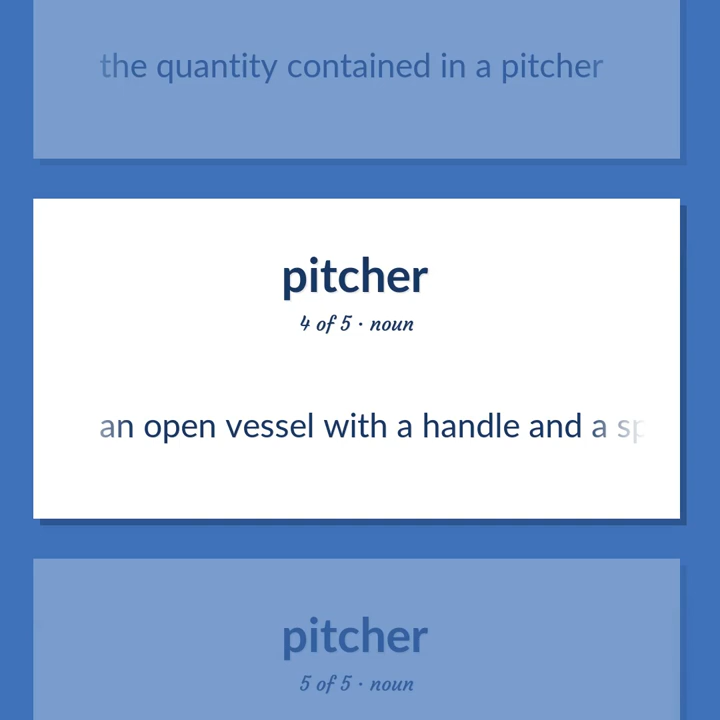 the quantity contained in a pitcher
pitcher
4 of 5 · noun
an open vessel with a handle and a
pitcher
5 of 5 · noun